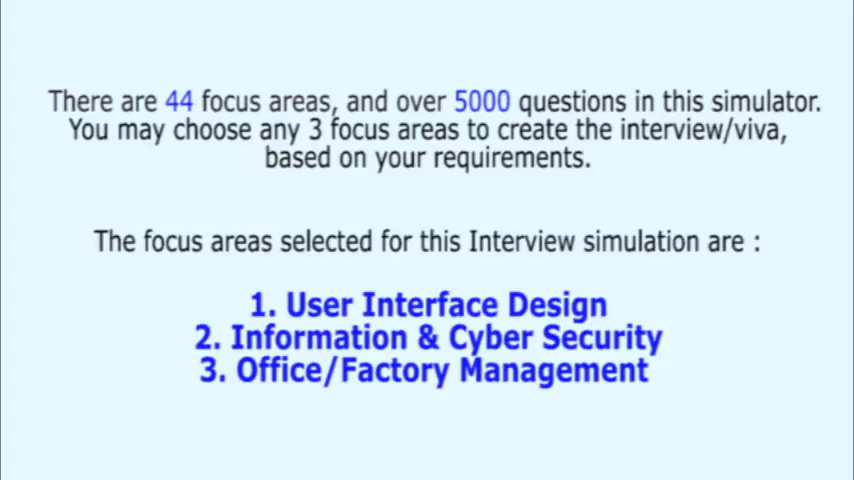 There are 44 focus areas, and over 5000 questions in this simulator.
You may choose any 3 focus areas to create the interview/viva,
based on your requirements.
The focus areas selected for this Interview simulation are :
1. User Interface Design
2. Information & Cyber Security
3. Office/Factory Management